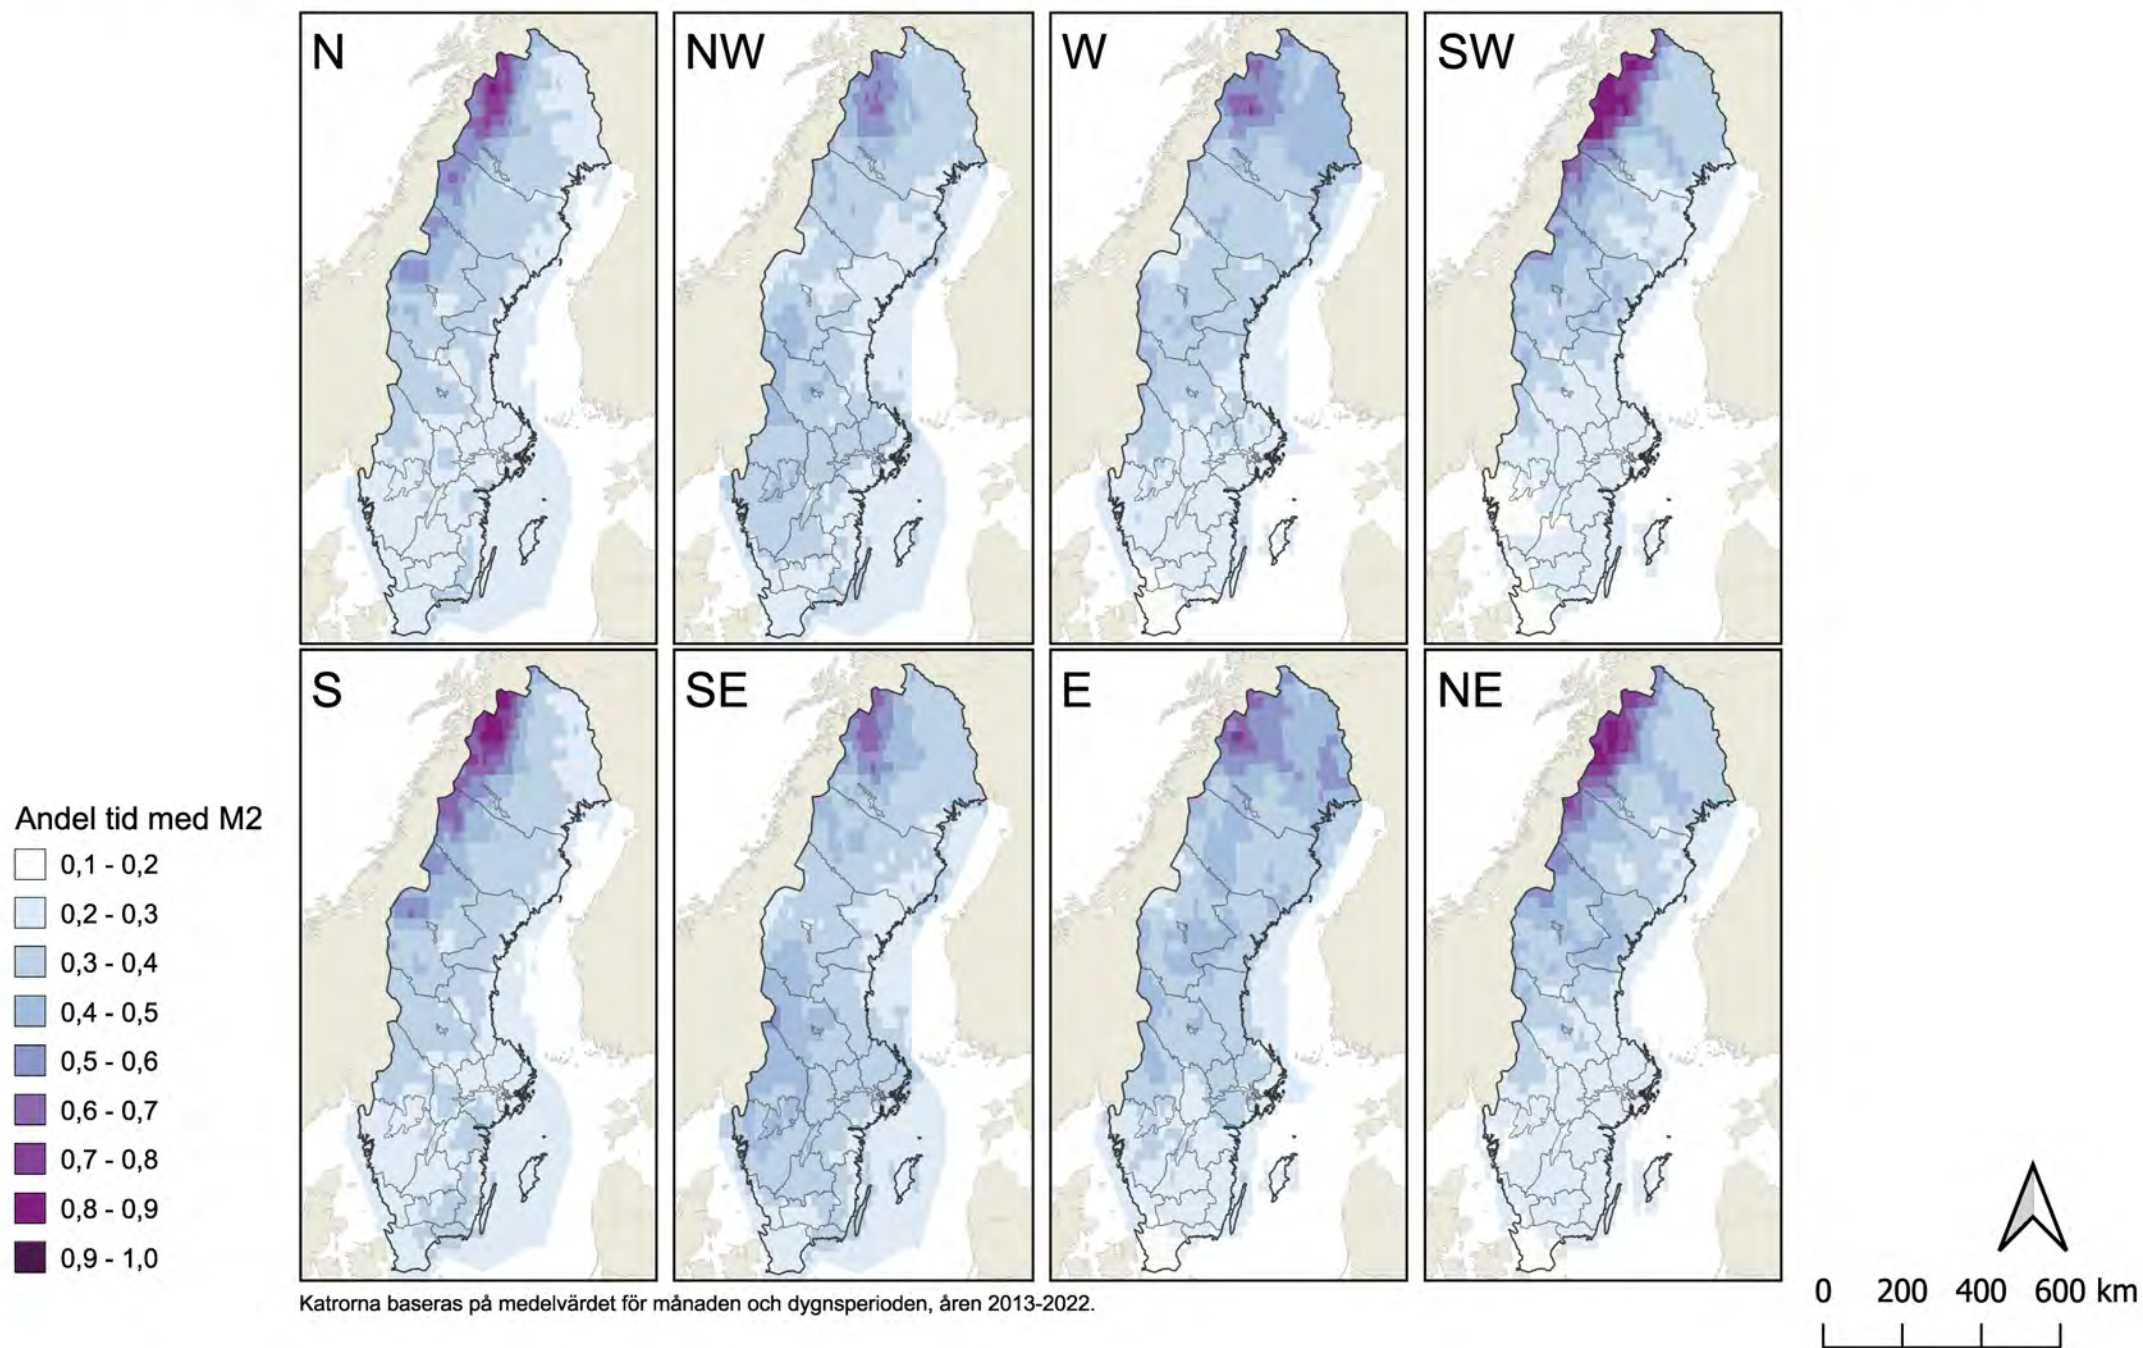 N
NW
W
SW
S
SE
E
NE
Andel tid med M2
0,1 - 0,2
0,2 - 0,3
0,3 - 0,4
0,4 - 0,5
0,5 - 0,6
0,6 - 0,7
0,7 - 0,8
0,8 - 0,9
0,9 - 1,0
Katrorna baseras på medelvärdet för månaden och dygnsperioden, åren 2013-2022.
0 200 400 600 km